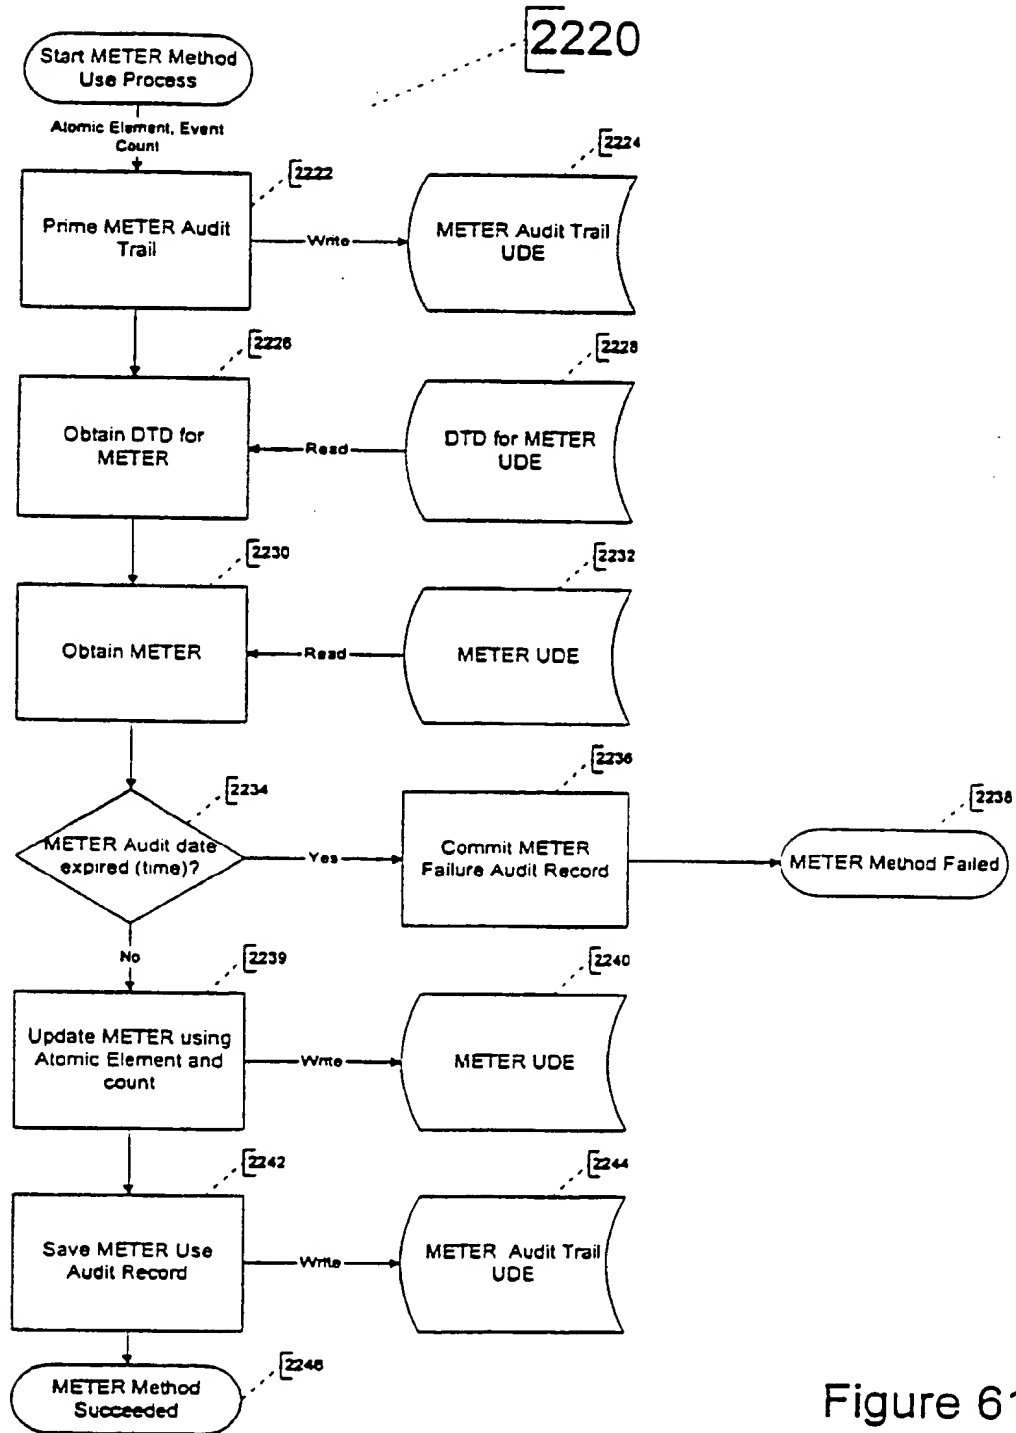 2220
Start METER Method
Use Process
Atomic Element, Event
Count
2222
2224
Prime METER Audit
Trail
Write
METER Audit Trail
UDE
2226
2228
Obtain DTD for
METER
Read
DTD for METER
UDE
2230
2232
Obtain METER
Read
METER UDE
2234
2236
2238
METER Audit date
expired (time)?
Yes
Commit METER
Failure Audit Record
METER Method Failed
No
2239
2240
Update METER using
Atomic Element and
count
Write
METER UDE
2242
2244
Save METER Use
Audit Record
Write
METER Audit Trail
UDE
2246
METER Method
Succeeded
Figure 61